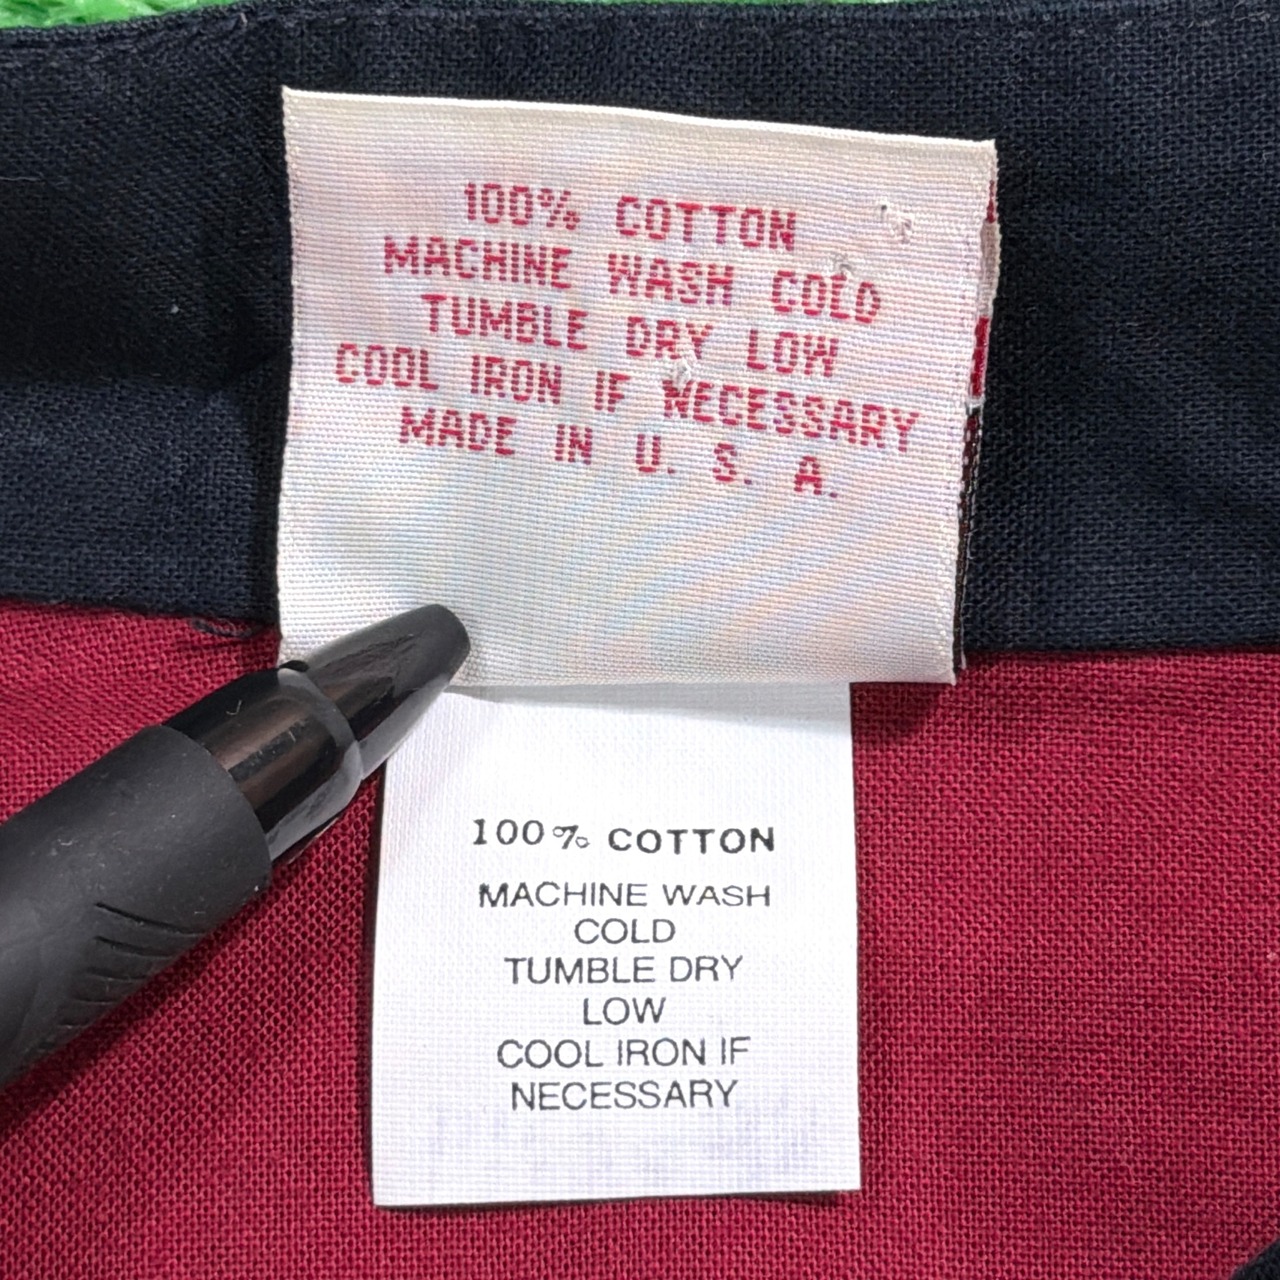 100% COTTON
MACHINE WASH COLD
TUMBLE DRY LOW
COOL IRON IF NECESSARY
MADE IN U. S. A.
100% COTTON
MACHINE WASH
COLD
TUMBLE DRY
LOW
COOL IRON IF
NECESSARY